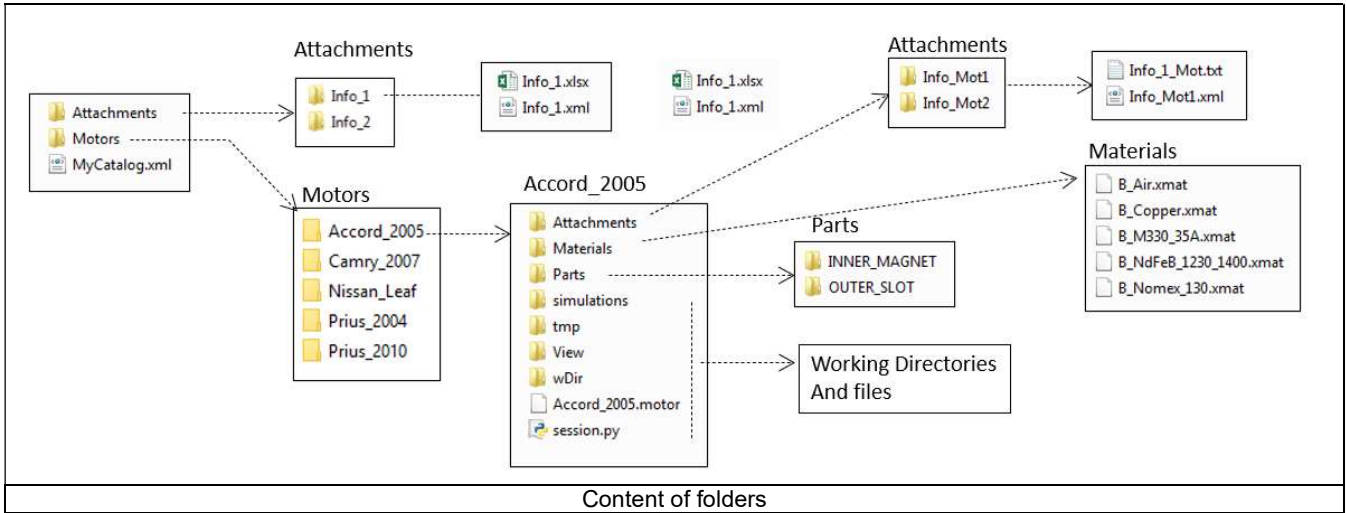 Attachments
Motors
MyCatalog.xml
Attachments
Info_1
Info_2
Info_1.xlsx
Info_1.xml
Info_1.xlsx
Info_1.xml
Attachments
Info_Mot1
Info_Mot2
Info_1_Mot.txt
Info_Mot1.xml
Motors
Accord_2005
Camry_2007
Nissan_Leaf
Prius_2004
Prius_2010
Accord_2005
Attachments
Materials
Parts
simulations
tmp
View
wDir
Accord_2005.motor
session.py
Parts
INNER_MAGNET
OUTER_SLOT
Working Directories
And files
Materials
B_Air.xmat
B_Copper.xmat
B_M330_35A.xmat
B_NdFeB_1230_1400.xmat
B_Nomex_130.xmat
Content of folders